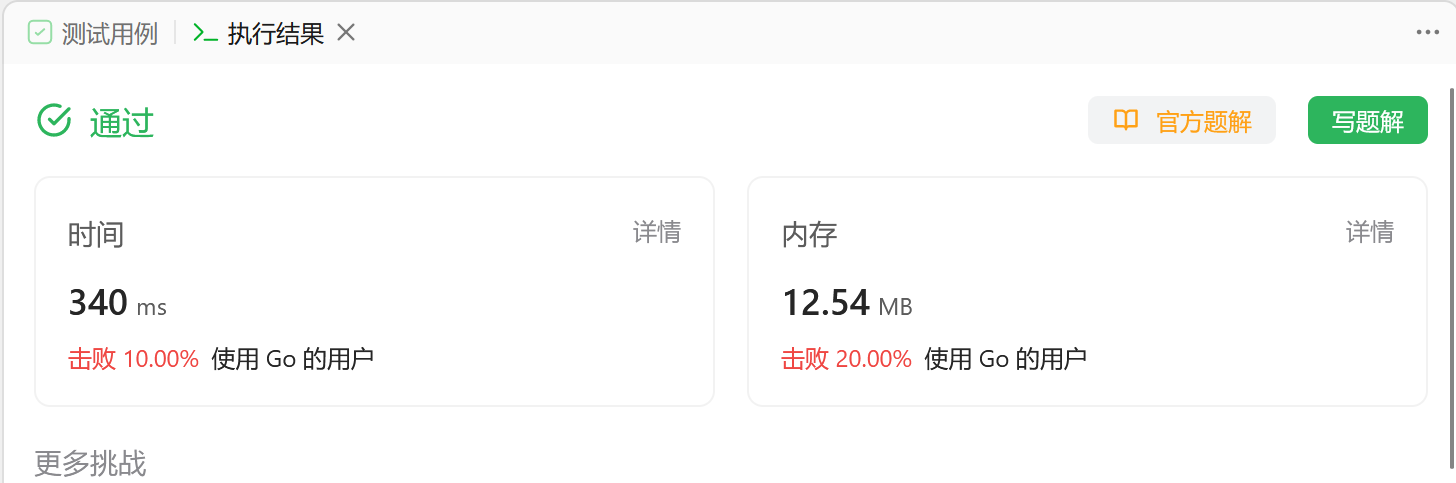 测试用例 执行结果
通过 官方题解 写题解
时间 详情
340 ms
击败 10.00% 使用 Go 的用户
内存 详情
12.54 MB
击败 20.00% 使用 Go 的用户
更多挑战